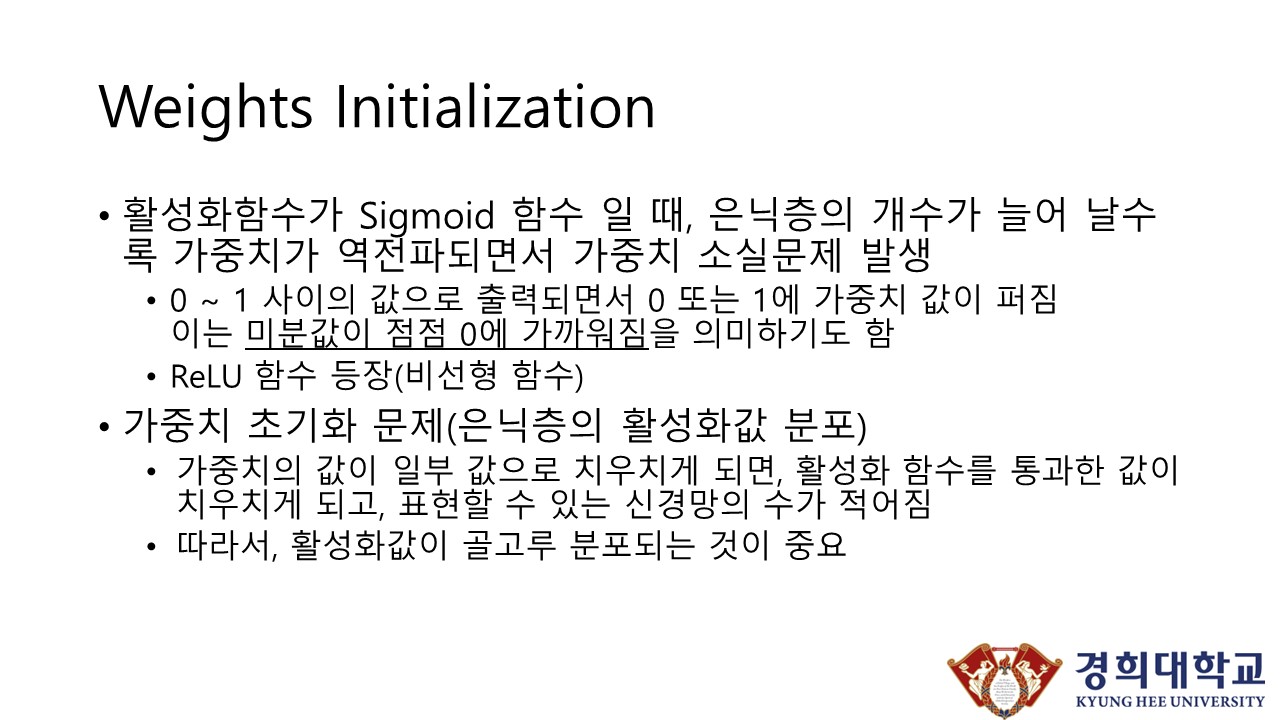 Weights Initialization
• 활성화함수가 Sigmoid 함수 일 때, 은닉층의 개수가 늘어 날수
록 가중치가 역전파되면서 가중치 소실문제 발생
• 0 ~ 1 사이의 값으로 출력되면서 0 또는 1에 가중치 값이 퍼짐
이는 미분값이 점점 0에 가까워짐을 의미하기도 함
• ReLU 함수 등장(비선형 함수)
• 가중치 초기화 문제(은닉층의 활성화값 분포)
• 가중치의 값이 일부 값으로 치우치게 되면, 활성화 함수를 통과한 값이
치우치게 되고, 표현할 수 있는 신경망의 수가 적어짐
• 따라서, 활성화값이 골고루 분포되는 것이 중요
경희대학교
KYUNG HEE UNIVERSITY